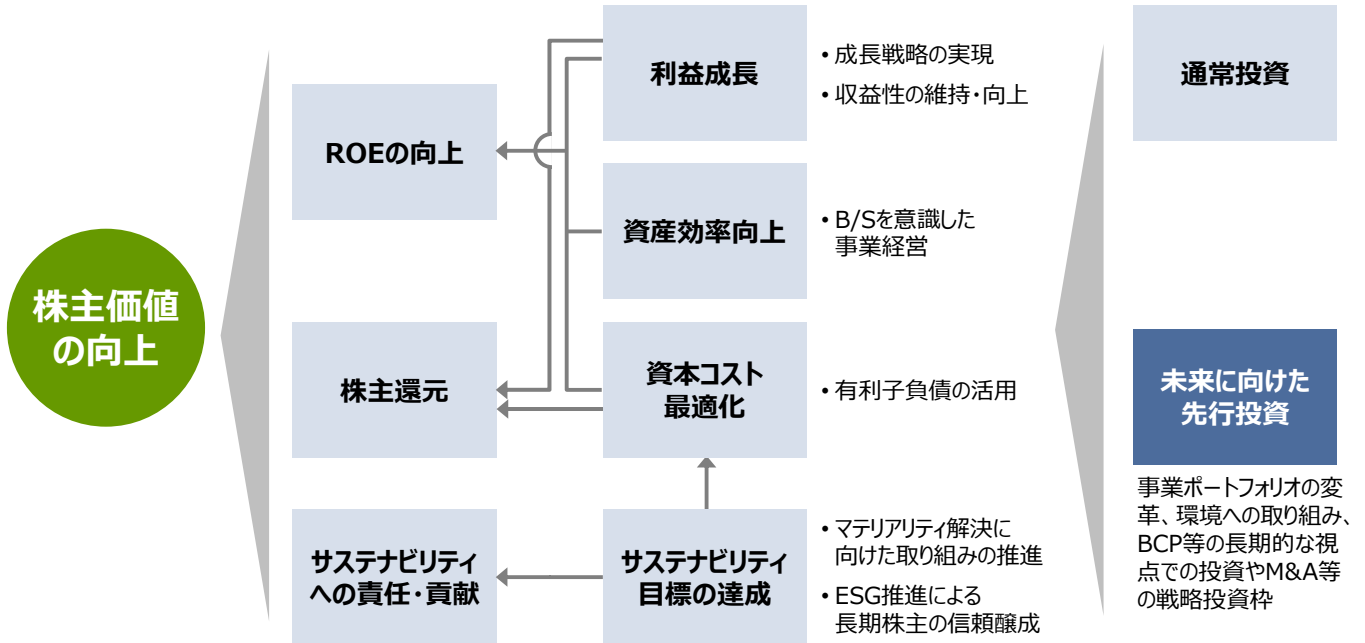 株主価値
の向上
ROEの向上
株主還元
サステナビリティ
への責任・貢献
利益成長
• 成長戦略の実現
• 収益性の維持・向上
資産効率向上
• B/Sを意識した
事業経営
資本コスト
最適化
• 有利子負債の活用
サステナビリティ
目標の達成
• マテリアリティ解決に
向けた取り組みの推進
• ESG推進による
長期株主の信頼醸成
通常投資
未来に向けた
先行投資
事業ポートフォリオの変
革、環境への取り組み、
BCP等の長期的な視
点での投資やM&A等
の戦略投資枠